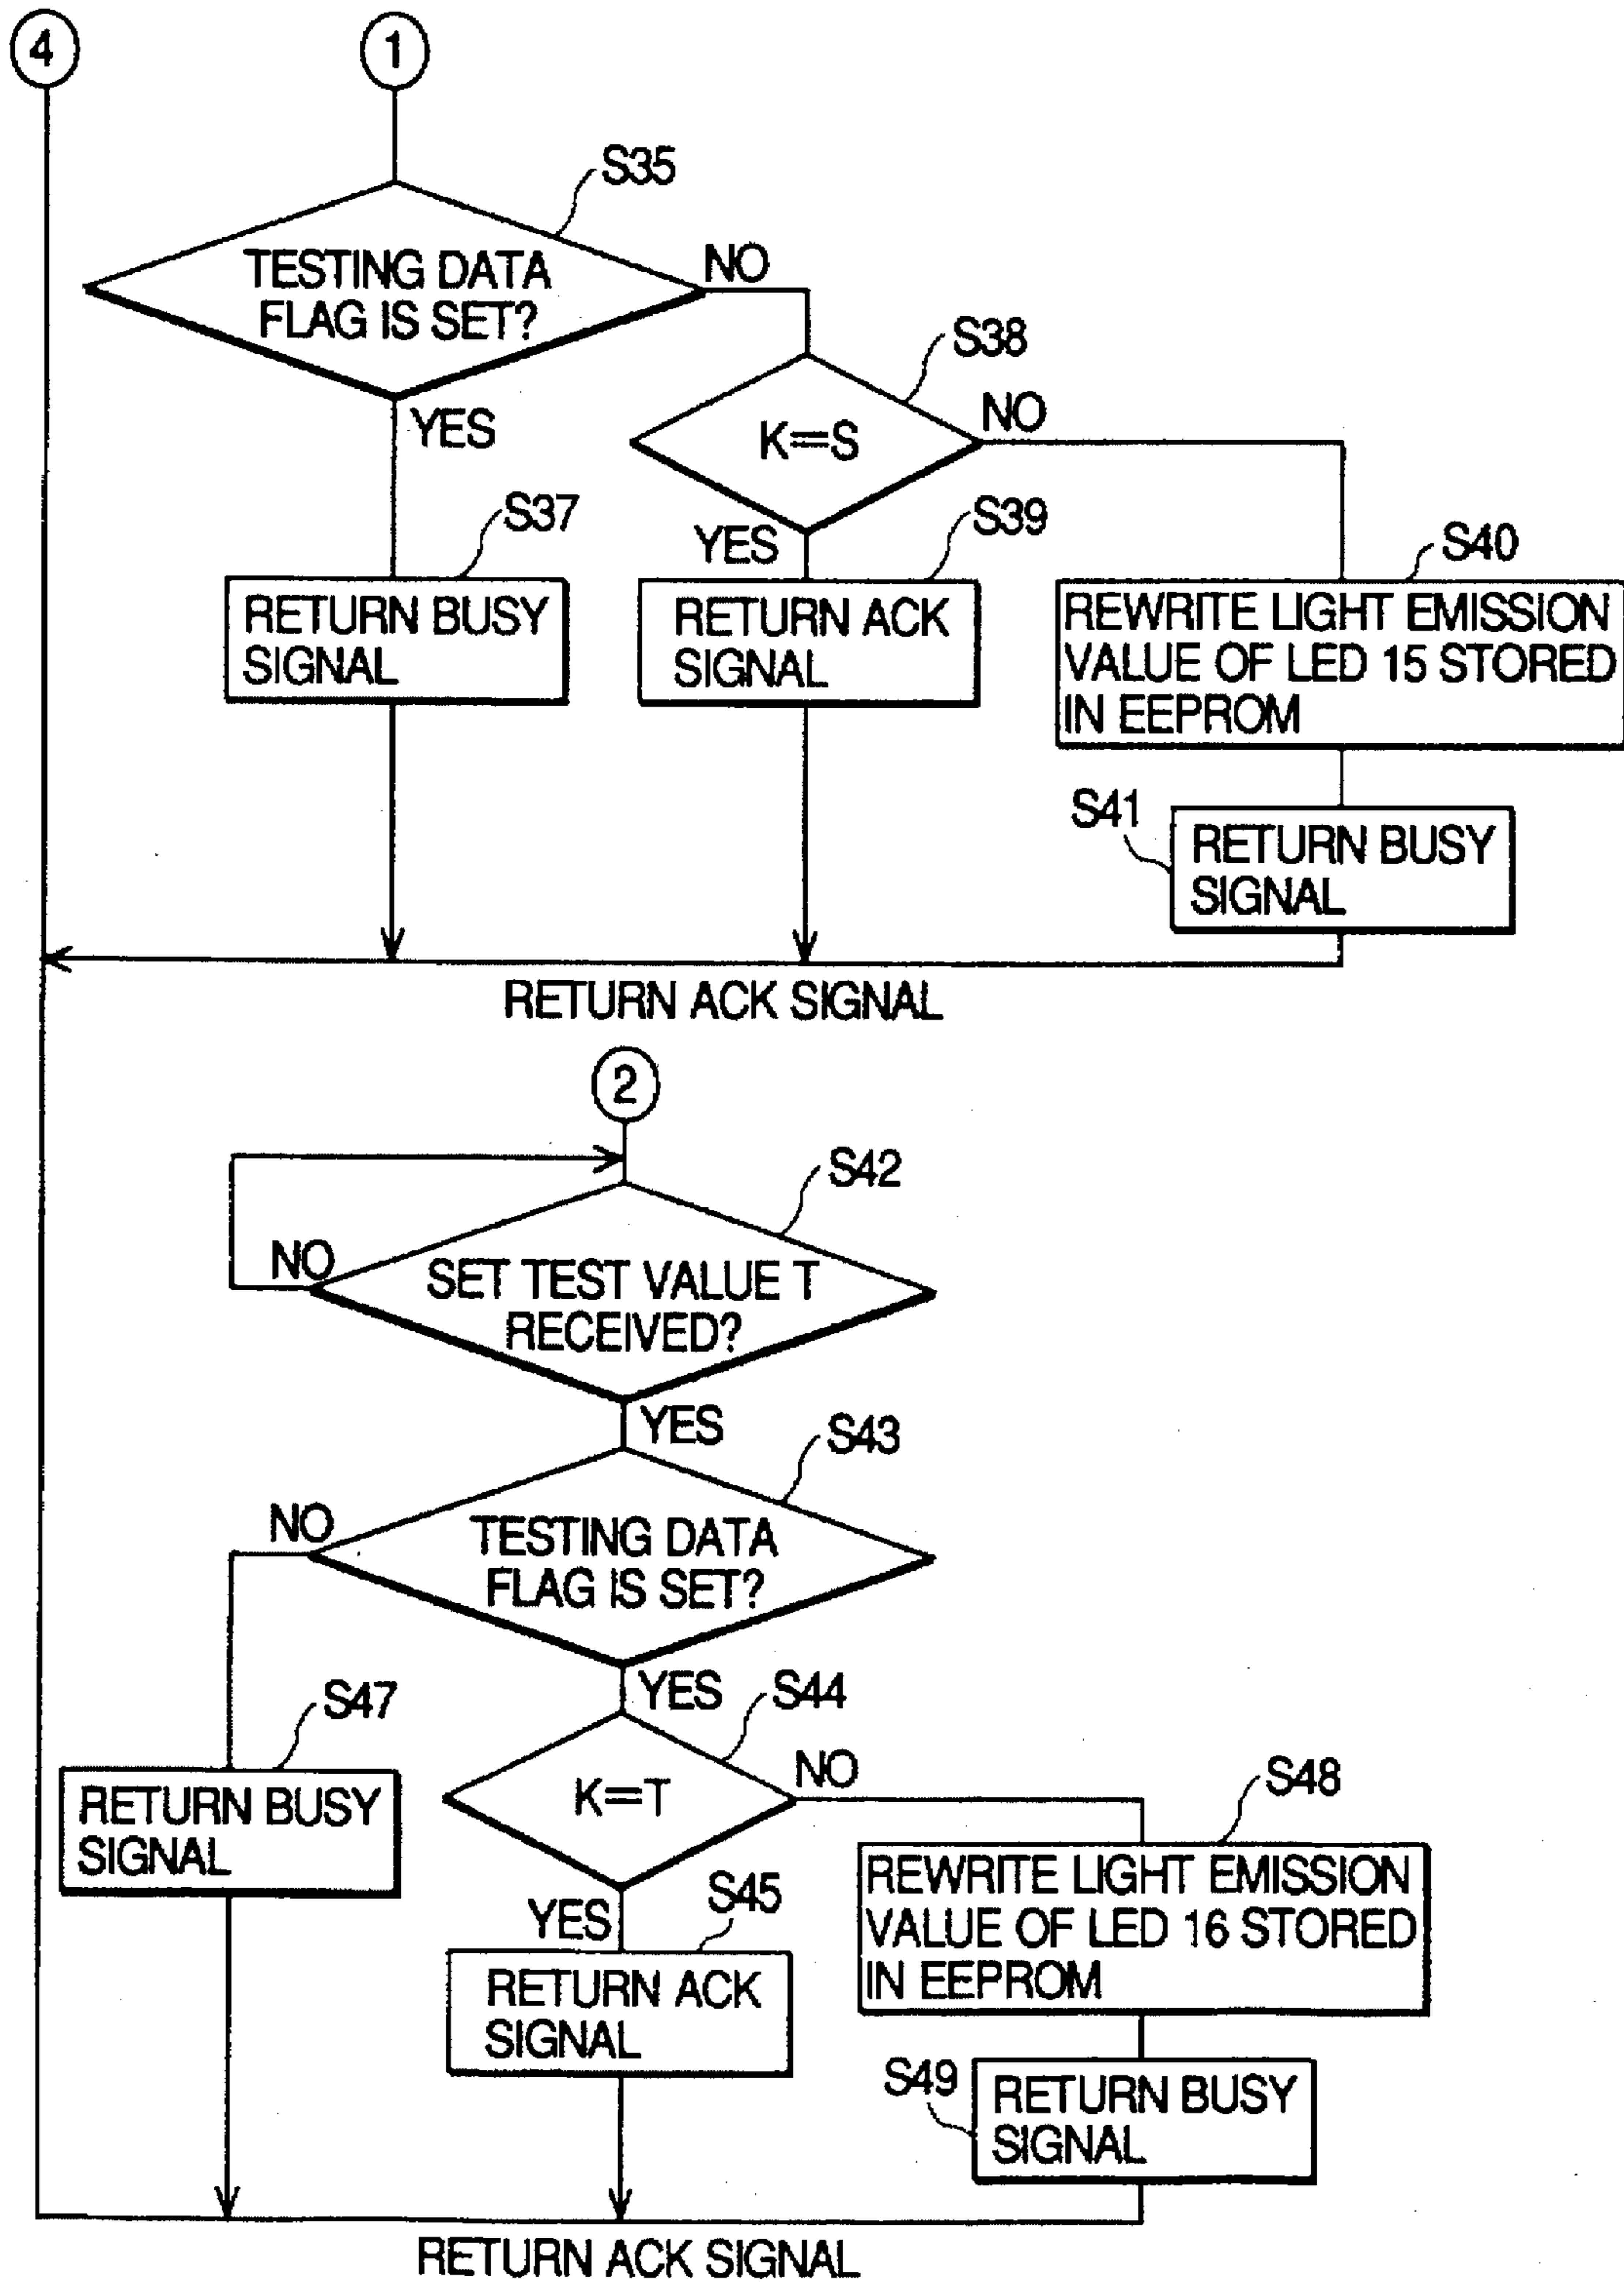 4
1
S35
TESTING DATA
FLAG IS SET?
NO
YES
S38
K=S
NO
YES
S37
RETURN BUSY
SIGNAL
S39
RETURN ACK
SIGNAL
S40
REWRITE LIGHT EMISSION
VALUE OF LED 15 STORED
IN EEPROM
S41
RETURN BUSY
SIGNAL
RETURN ACK SIGNAL
2
S42
SET TEST VALUE T
RECEIVED?
NO
YES
S43
TESTING DATA
FLAG IS SET?
NO
YES
S44
K=T
NO
YES
S47
RETURN BUSY
SIGNAL
S45
RETURN ACK
SIGNAL
S48
REWRITE LIGHT EMISSION
VALUE OF LED 16 STORED
IN EEPROM
S49
RETURN BUSY
SIGNAL
RETURN ACK SIGNAL